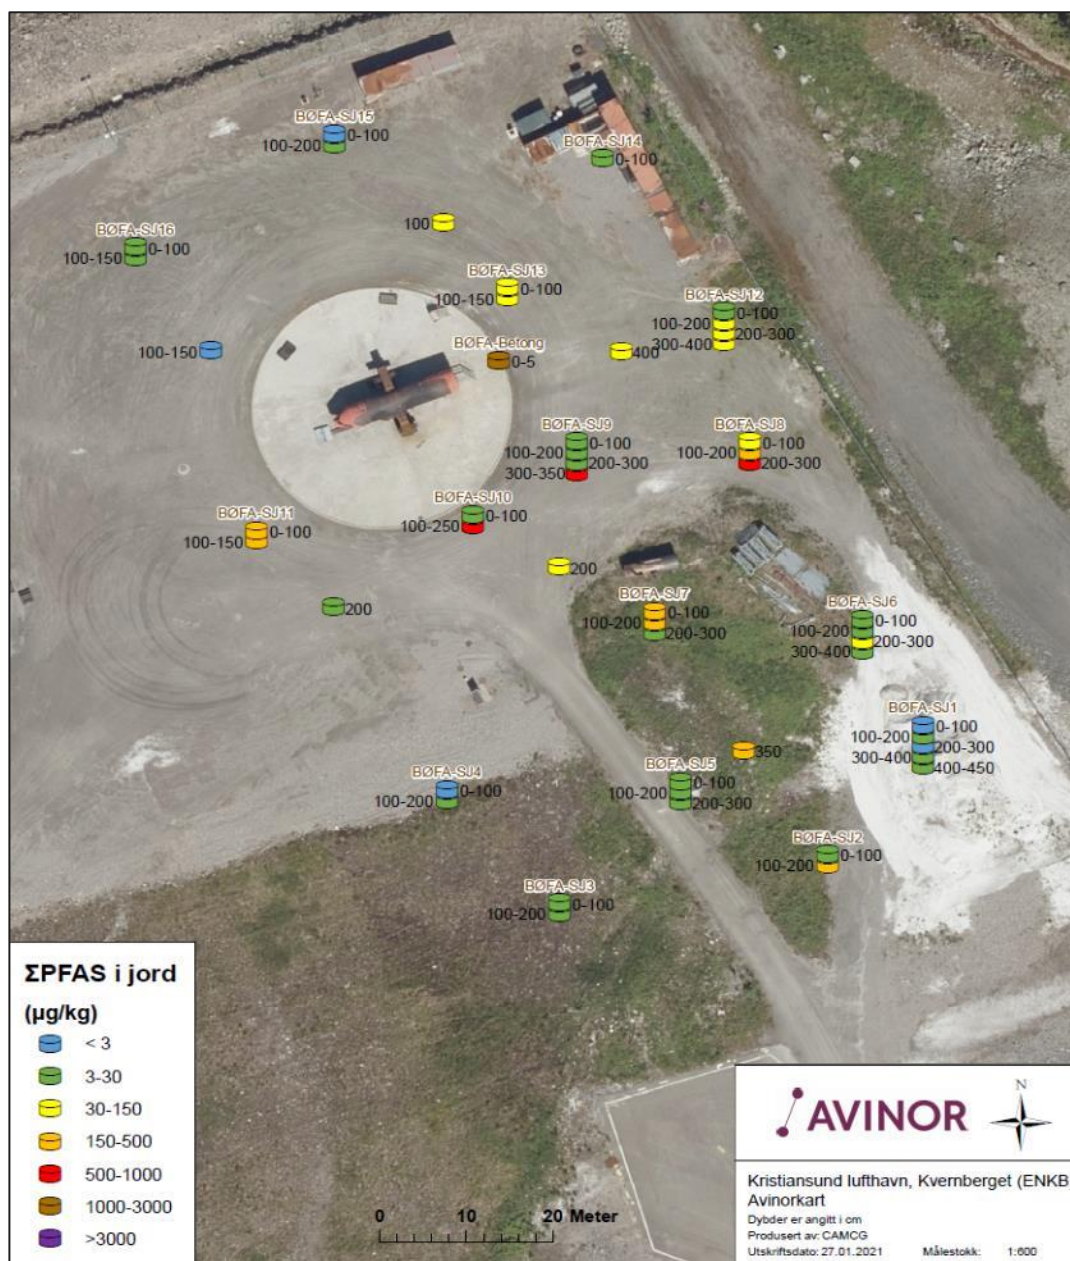 BØFA-SJ15
0-100
100-200
BØFA-SJ14
0-100
100
BØFA-SJ16
0-100
100-150
BØFA-SJ13
0-100
100-150
BØFA-SJ12
0-100
100-200
200-300
300-400
100-150
BØFA-Betong
0-5
400
BØFA-SJ9
0-100
100-200
200-300
300-350
BØFA-SJ8
0-100
100-200
200-300
BØFA-SJ10
0-100
100-250
BØFA-SJ11
0-100
100-150
200
200
BØFA-SJ7
0-100
100-200
200-300
BØFA-SJ6
0-100
100-200
200-300
300-400
BØFA-SJ1
0-100
100-200
200-300
300-400
400-450
350
BØFA-SJ5
0-100
100-200
200-300
BØFA-SJ4
0-100
100-200
BØFA-SJ2
0-100
100-200
BØFA-SJ3
0-100
100-200
ΣPFAS i jord
(µg/kg)
< 3
3-30
30-150
150-500
500-1000
1000-3000
>3000
0 10 20 Meter
AVINOR
N
Kristiansund lufthavn, Kvernberget (ENKB
Avinorkart
Dybder er angitt i cm
Produsert av: CAMCG
Utskriftsdato: 27.01.2021 Målestokk: 1:600